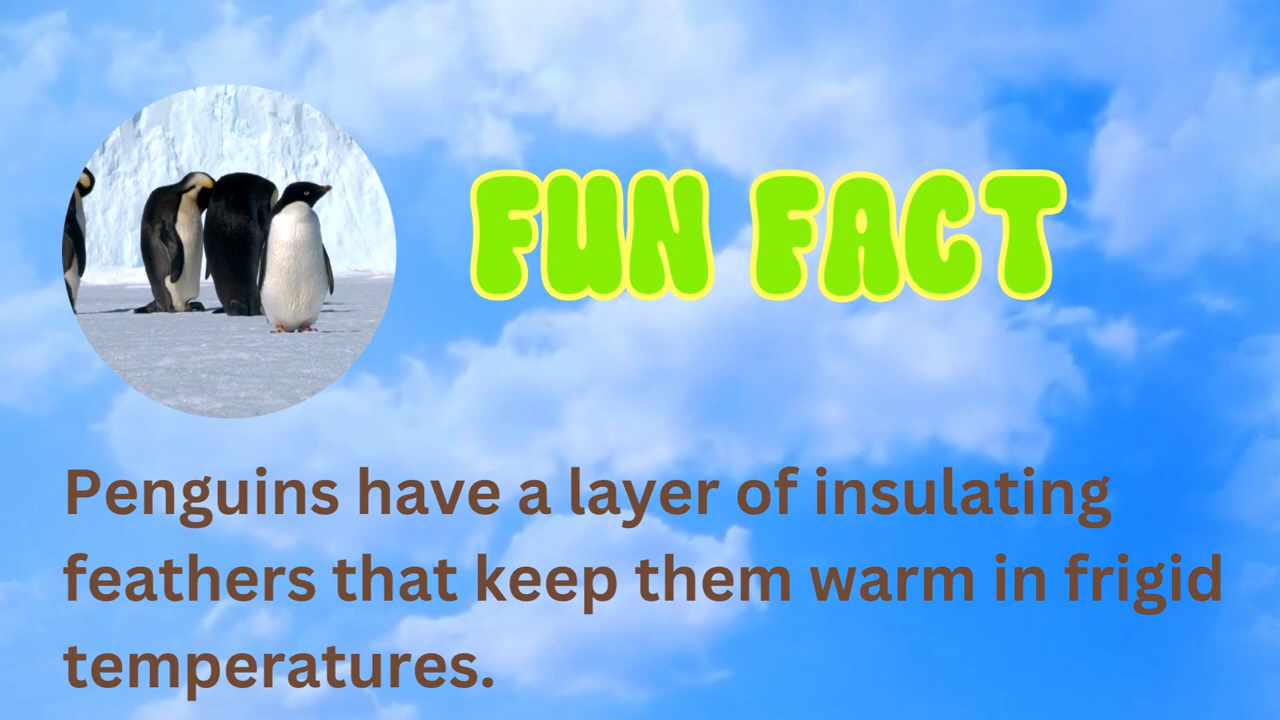 FUN FACT
Penguins have a layer of insulating
feathers that keep them warm in frigid
temperatures.